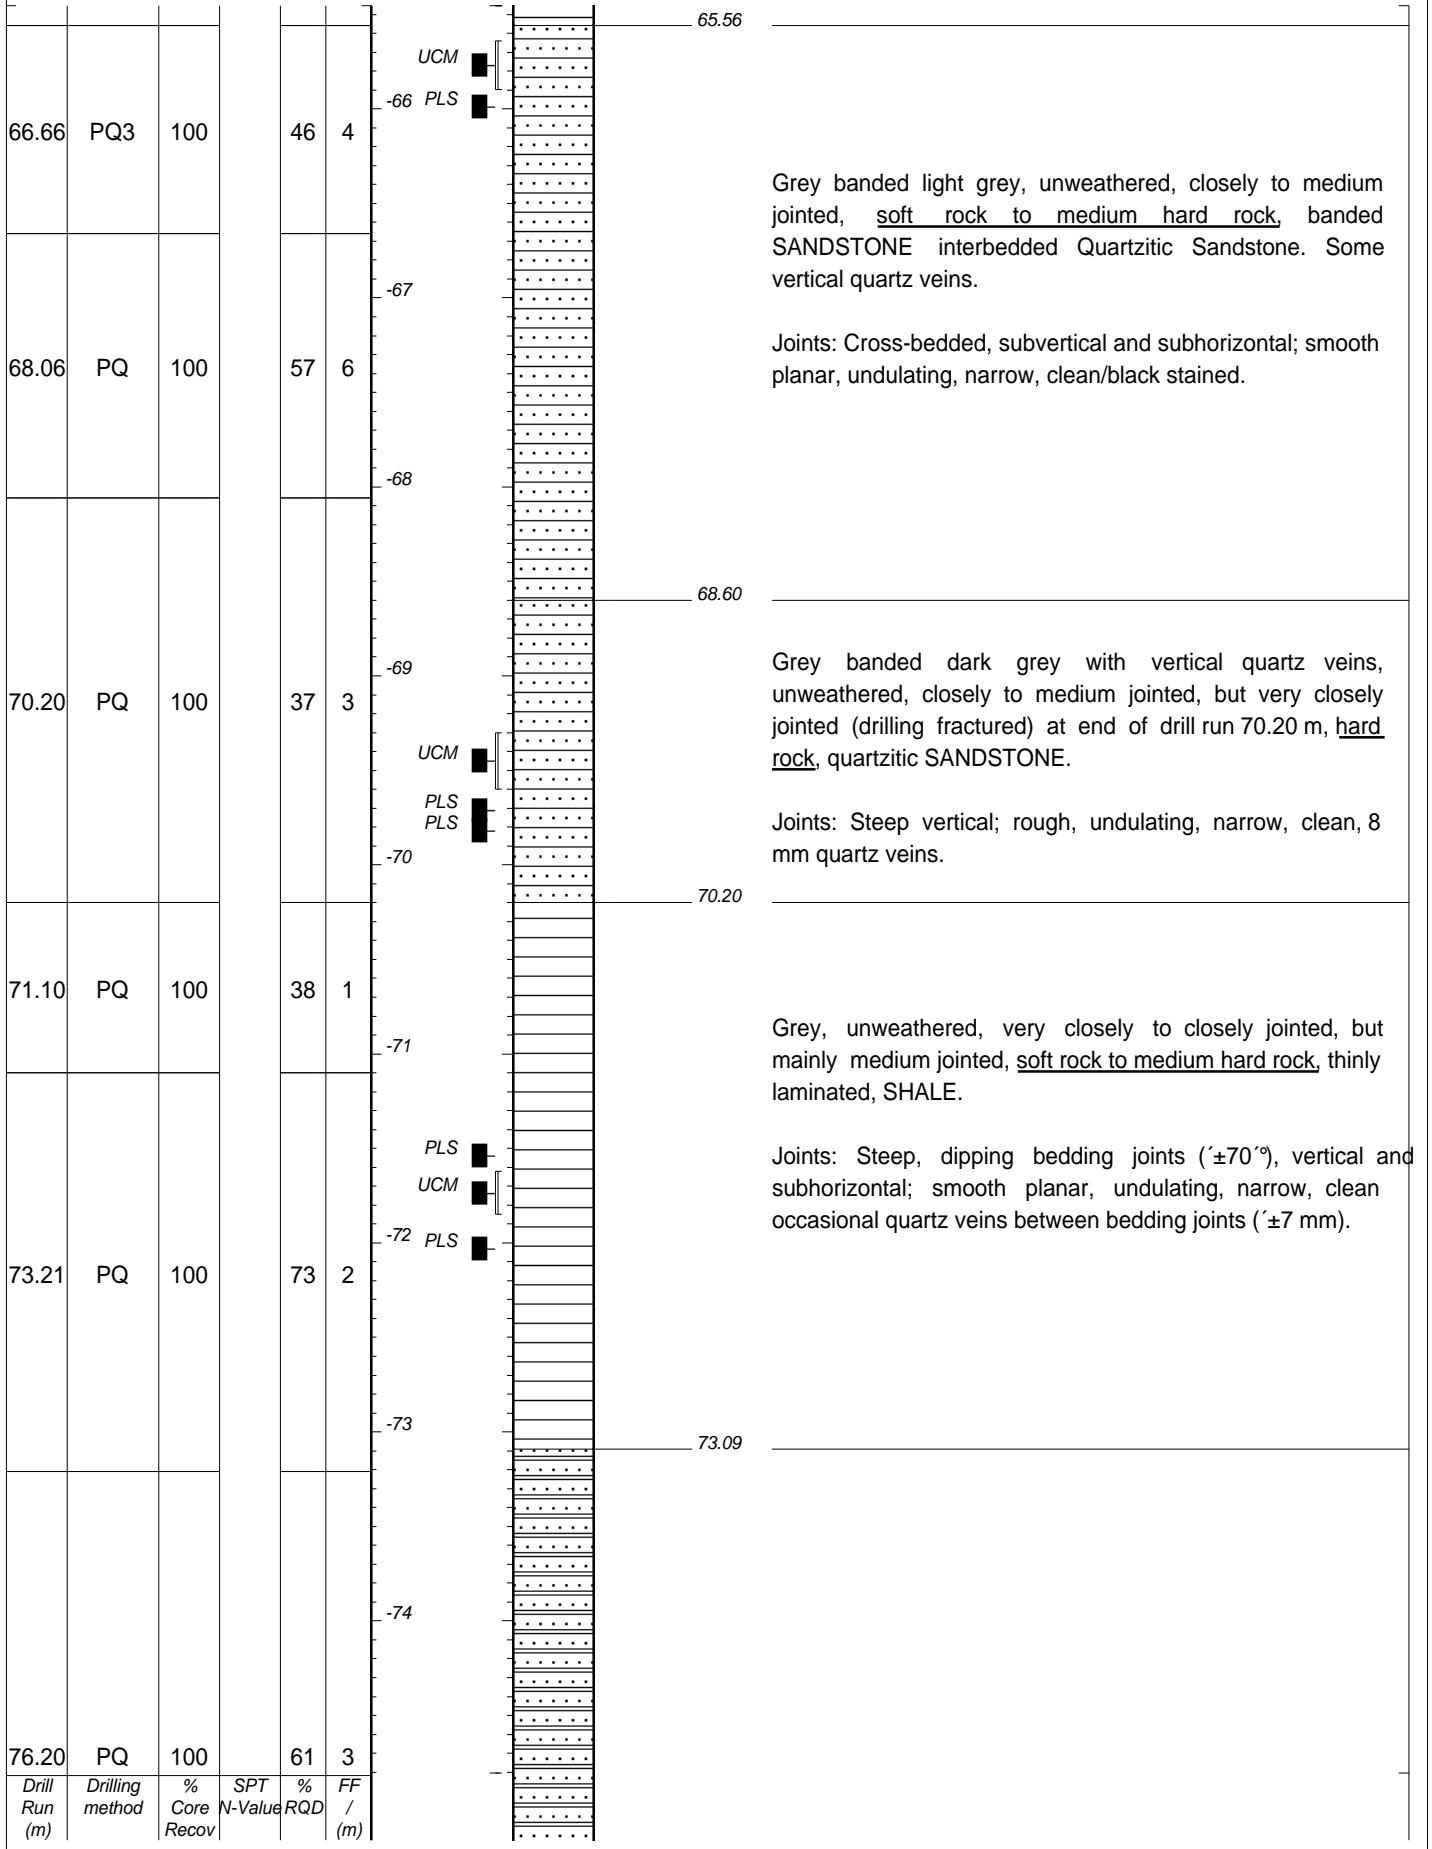 65.56
UCM
-66 PLS
66.66 PQ3 100 46 4
Grey banded light grey, unweathered, closely to medium
jointed, soft rock to medium hard rock, banded
SANDSTONE interbedded Quartzitic Sandstone. Some
vertical quartz veins.
-67
Joints: Cross-bedded, subvertical and subhorizontal; smooth
planar, undulating, narrow, clean/black stained.
68.06 PQ 100 57 6
-68
68.60
-69
Grey banded dark grey with vertical quartz veins,
unweathered, closely to medium jointed, but very closely
jointed (drilling fractured) at end of drill run 70.20 m, hard
rock, quartzitic SANDSTONE.
70.20 PQ 100 37 3
UCM
PLS
PLS
Joints: Steep vertical; rough, undulating, narrow, clean, 8
mm quartz veins.
-70
70.20
71.10 PQ 100 38 1
-71
Grey, unweathered, very closely to closely jointed, but
mainly medium jointed, soft rock to medium hard rock, thinly
laminated, SHALE.
PLS
UCM
Joints: Steep, dipping bedding joints (´±70´°), vertical and
subhorizontal; smooth planar, undulating, narrow, clean
occasional quartz veins between bedding joints (´±7 mm).
-72 PLS
73.21 PQ 100 73 2
-73
73.09
-74
76.20 PQ 100 61 3
Drill Drilling % SPT % FF
Run method Core N-Value RQD /
(m) Recov (m)